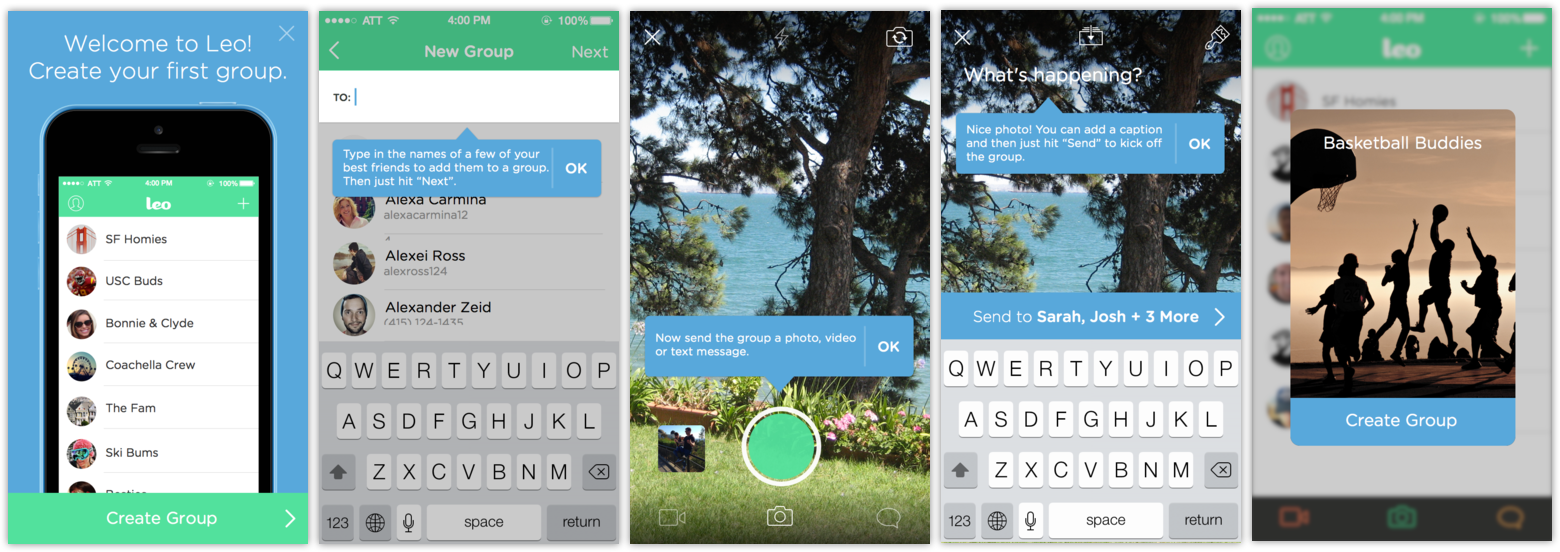 Welcome to Leo!
Create your first group.
ATT 4:00 PM 100%
leo
SF Homies
USC Buds
Bonnie & Clyde
Coachella Crew
The Fam
Ski Bums
Create Group
ATT 4:00 PM 100%
New Group Next
TO:
Type in the names of a few of your
best friends to add them to a group.
Then just hit "Next".
OK
Alexa Carmina
alexacarmina12
Alexei Ross
alexross124
Alexander Zeid
(415) 124-1435
Q W E R T Y U I O P
A S D F G H J K L
Z X C V B N M
123 space return
Now send the group a photo, video
or text message.
OK
What's happening?
Nice photo! You can add a caption
and then just hit "Send" to kick off
the group.
OK
Send to Sarah, Josh + 3 More
Q W E R T Y U I O P
A S D F G H J K L
Z X C V B N M
123 space return
ATT 4:00 PM 100%
leo
SF Homies
Basketball Buddies
Create Group